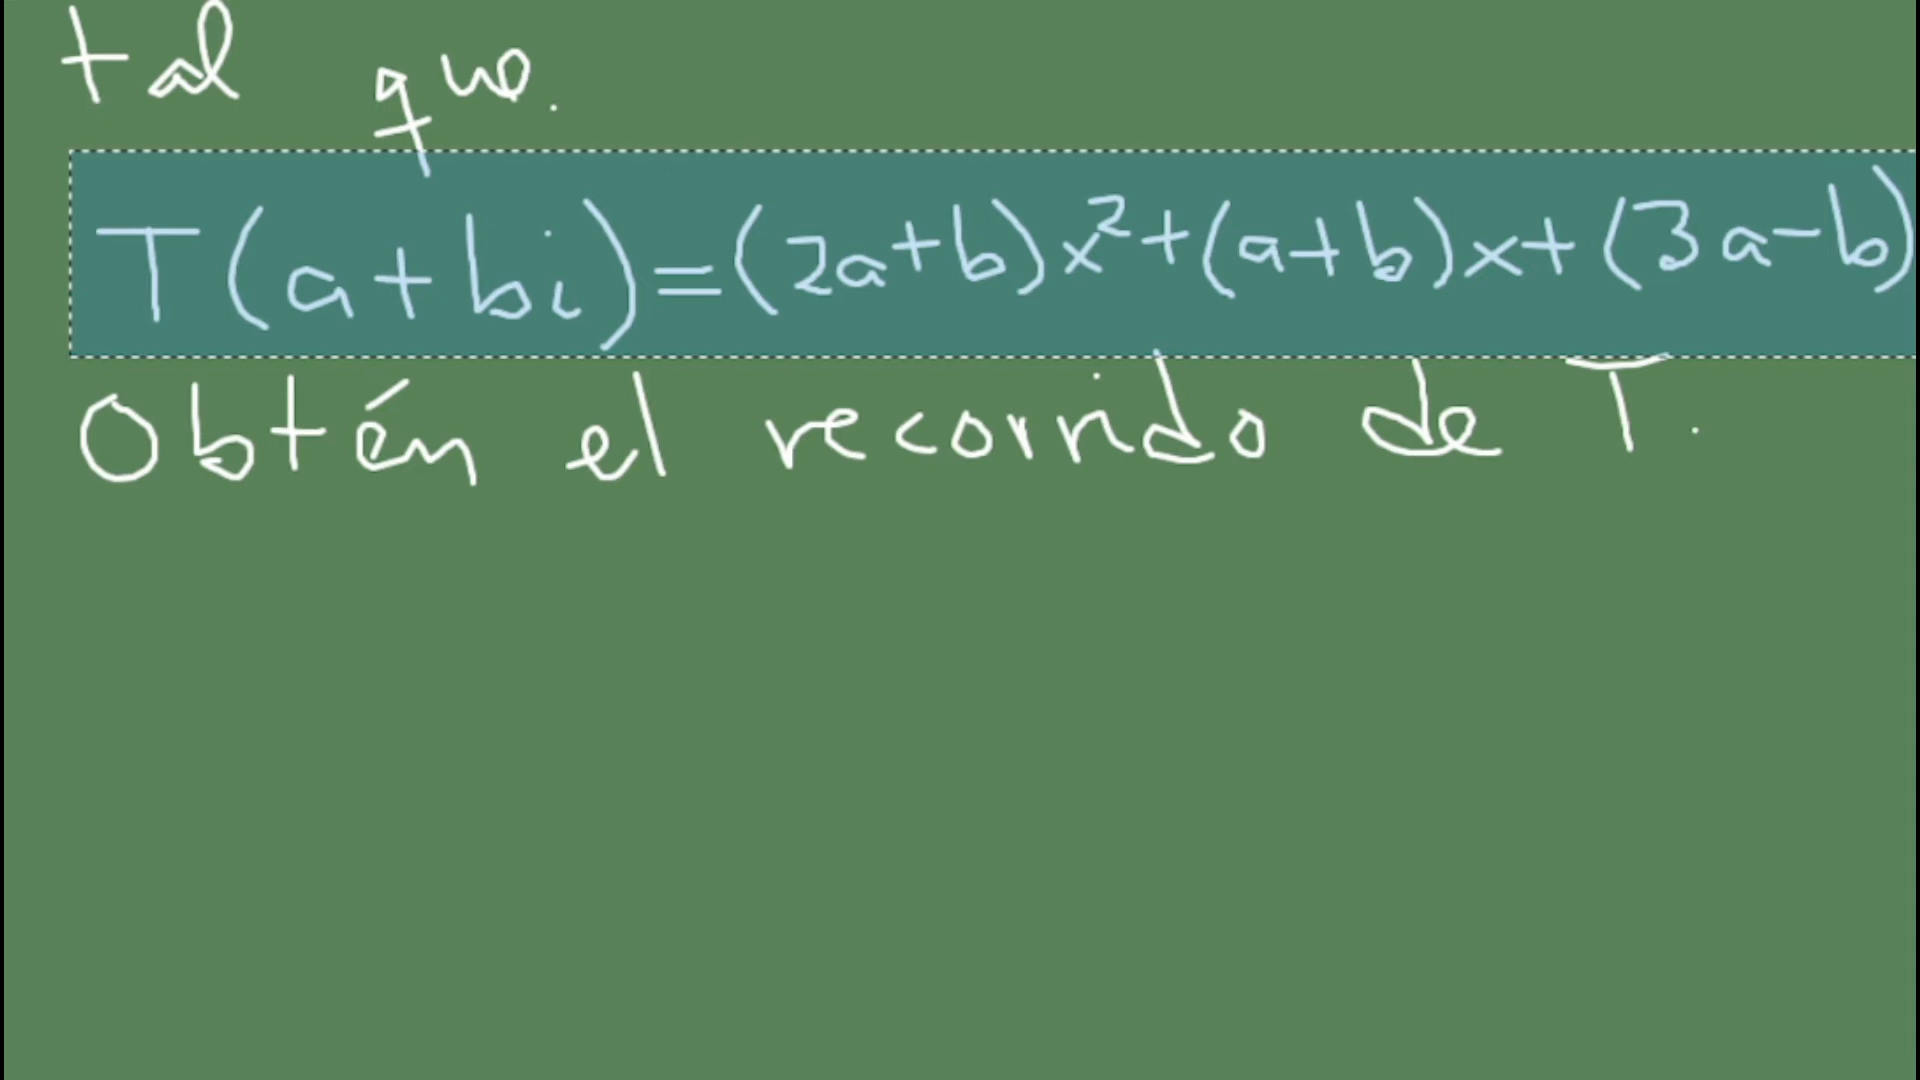 tal que.
T(a+bi)=(2a+b)x²+(a+b)x+(3a-b)
Obtén el recorrido de T.